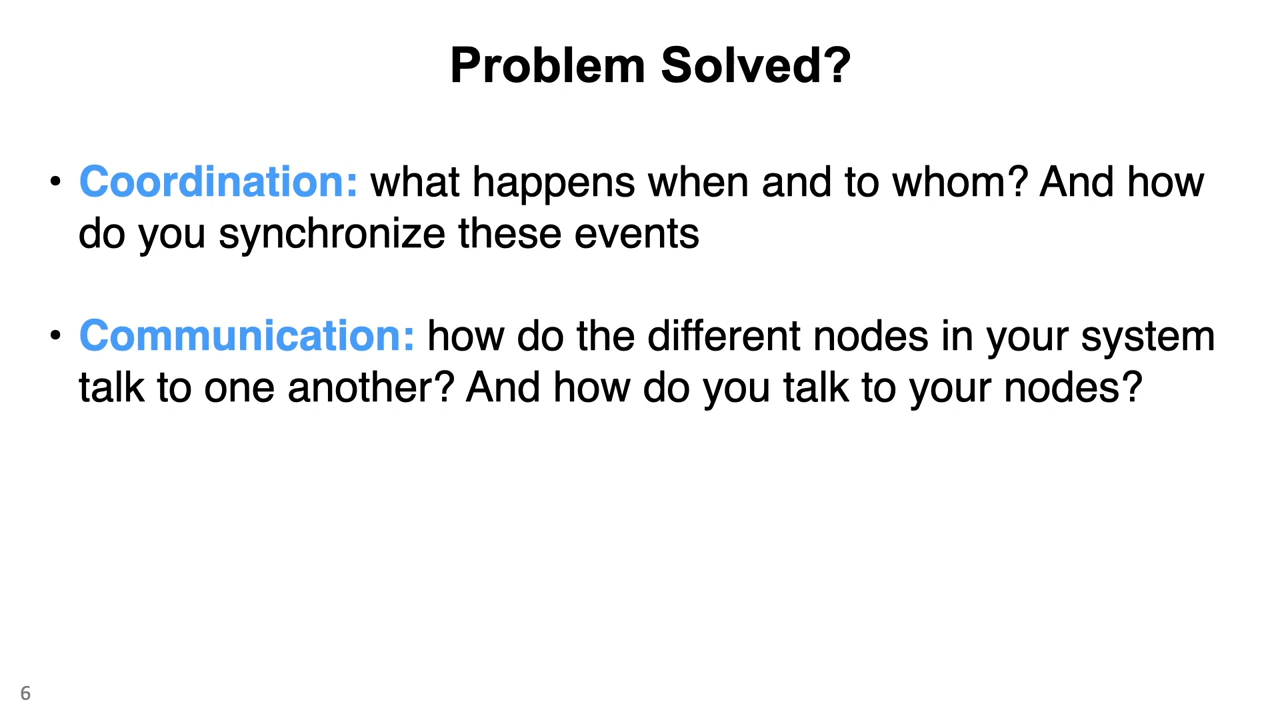 Problem Solved?
• Coordination: what happens when and to whom? And how
do you synchronize these events
• Communication: how do the different nodes in your system
talk to one another? And how do you talk to your nodes?
6